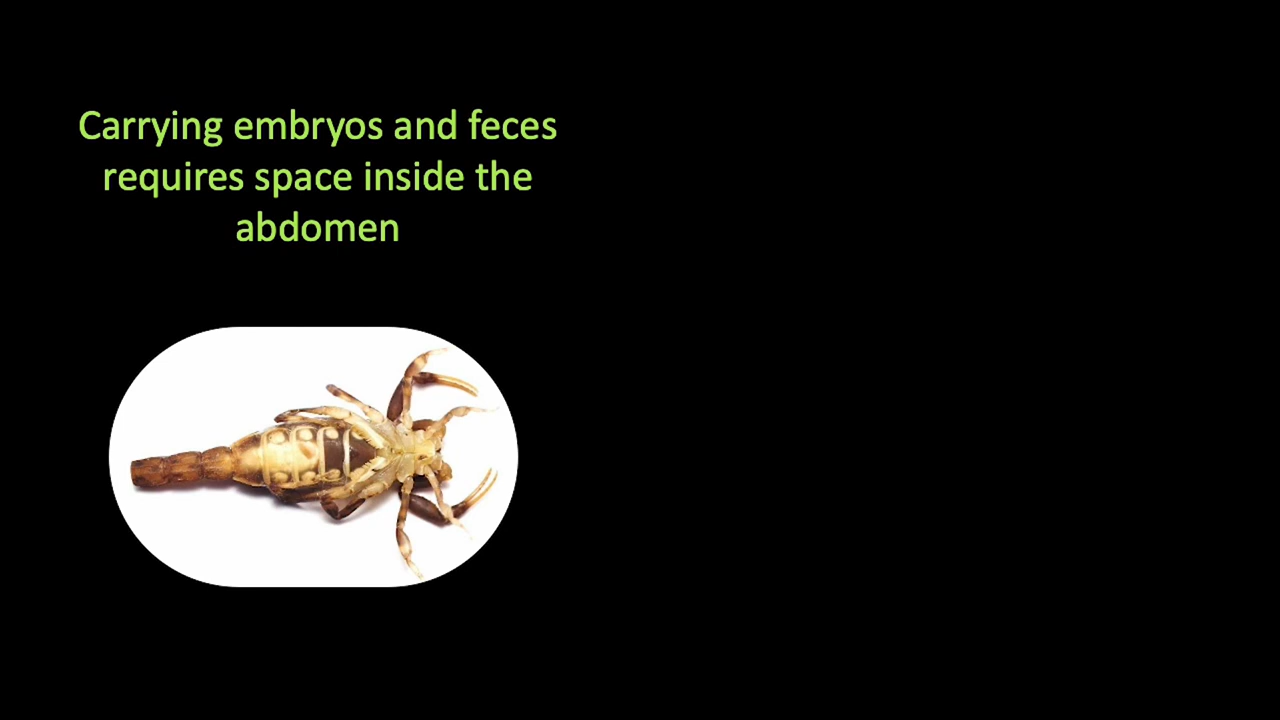 Carrying embryos and feces
requires space inside the
abdomen